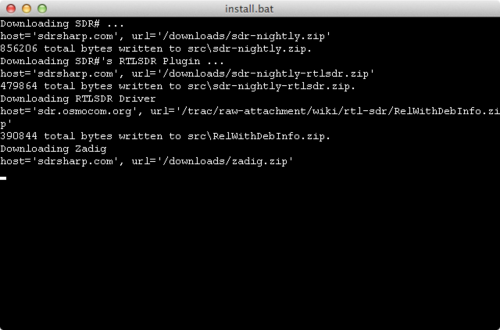 install.bat
Downloading SDR# ...
host='sdrsharp.com', url='/downloads/sdr-nightly.zip'
856206 total bytes written to src\sdr-nightly.zip.
Downloading SDR#'s RTLSDR Plugin ...
host='sdrsharp.com', url='/downloads/sdr-nightly-rtlsdr.zip'
479864 total bytes written to src\sdr-nightly-rtlsdr.zip.
Downloading RTLSDR Driver
host='sdr.osmocom.org', url='/trac/raw-attachment/wiki/rtl-sdr/RelWithDebInfo.zi
p'
390844 total bytes written to src\RelWithDebInfo.zip.
Downloading Zadig
host='sdrsharp.com', url='/downloads/zadig.zip'